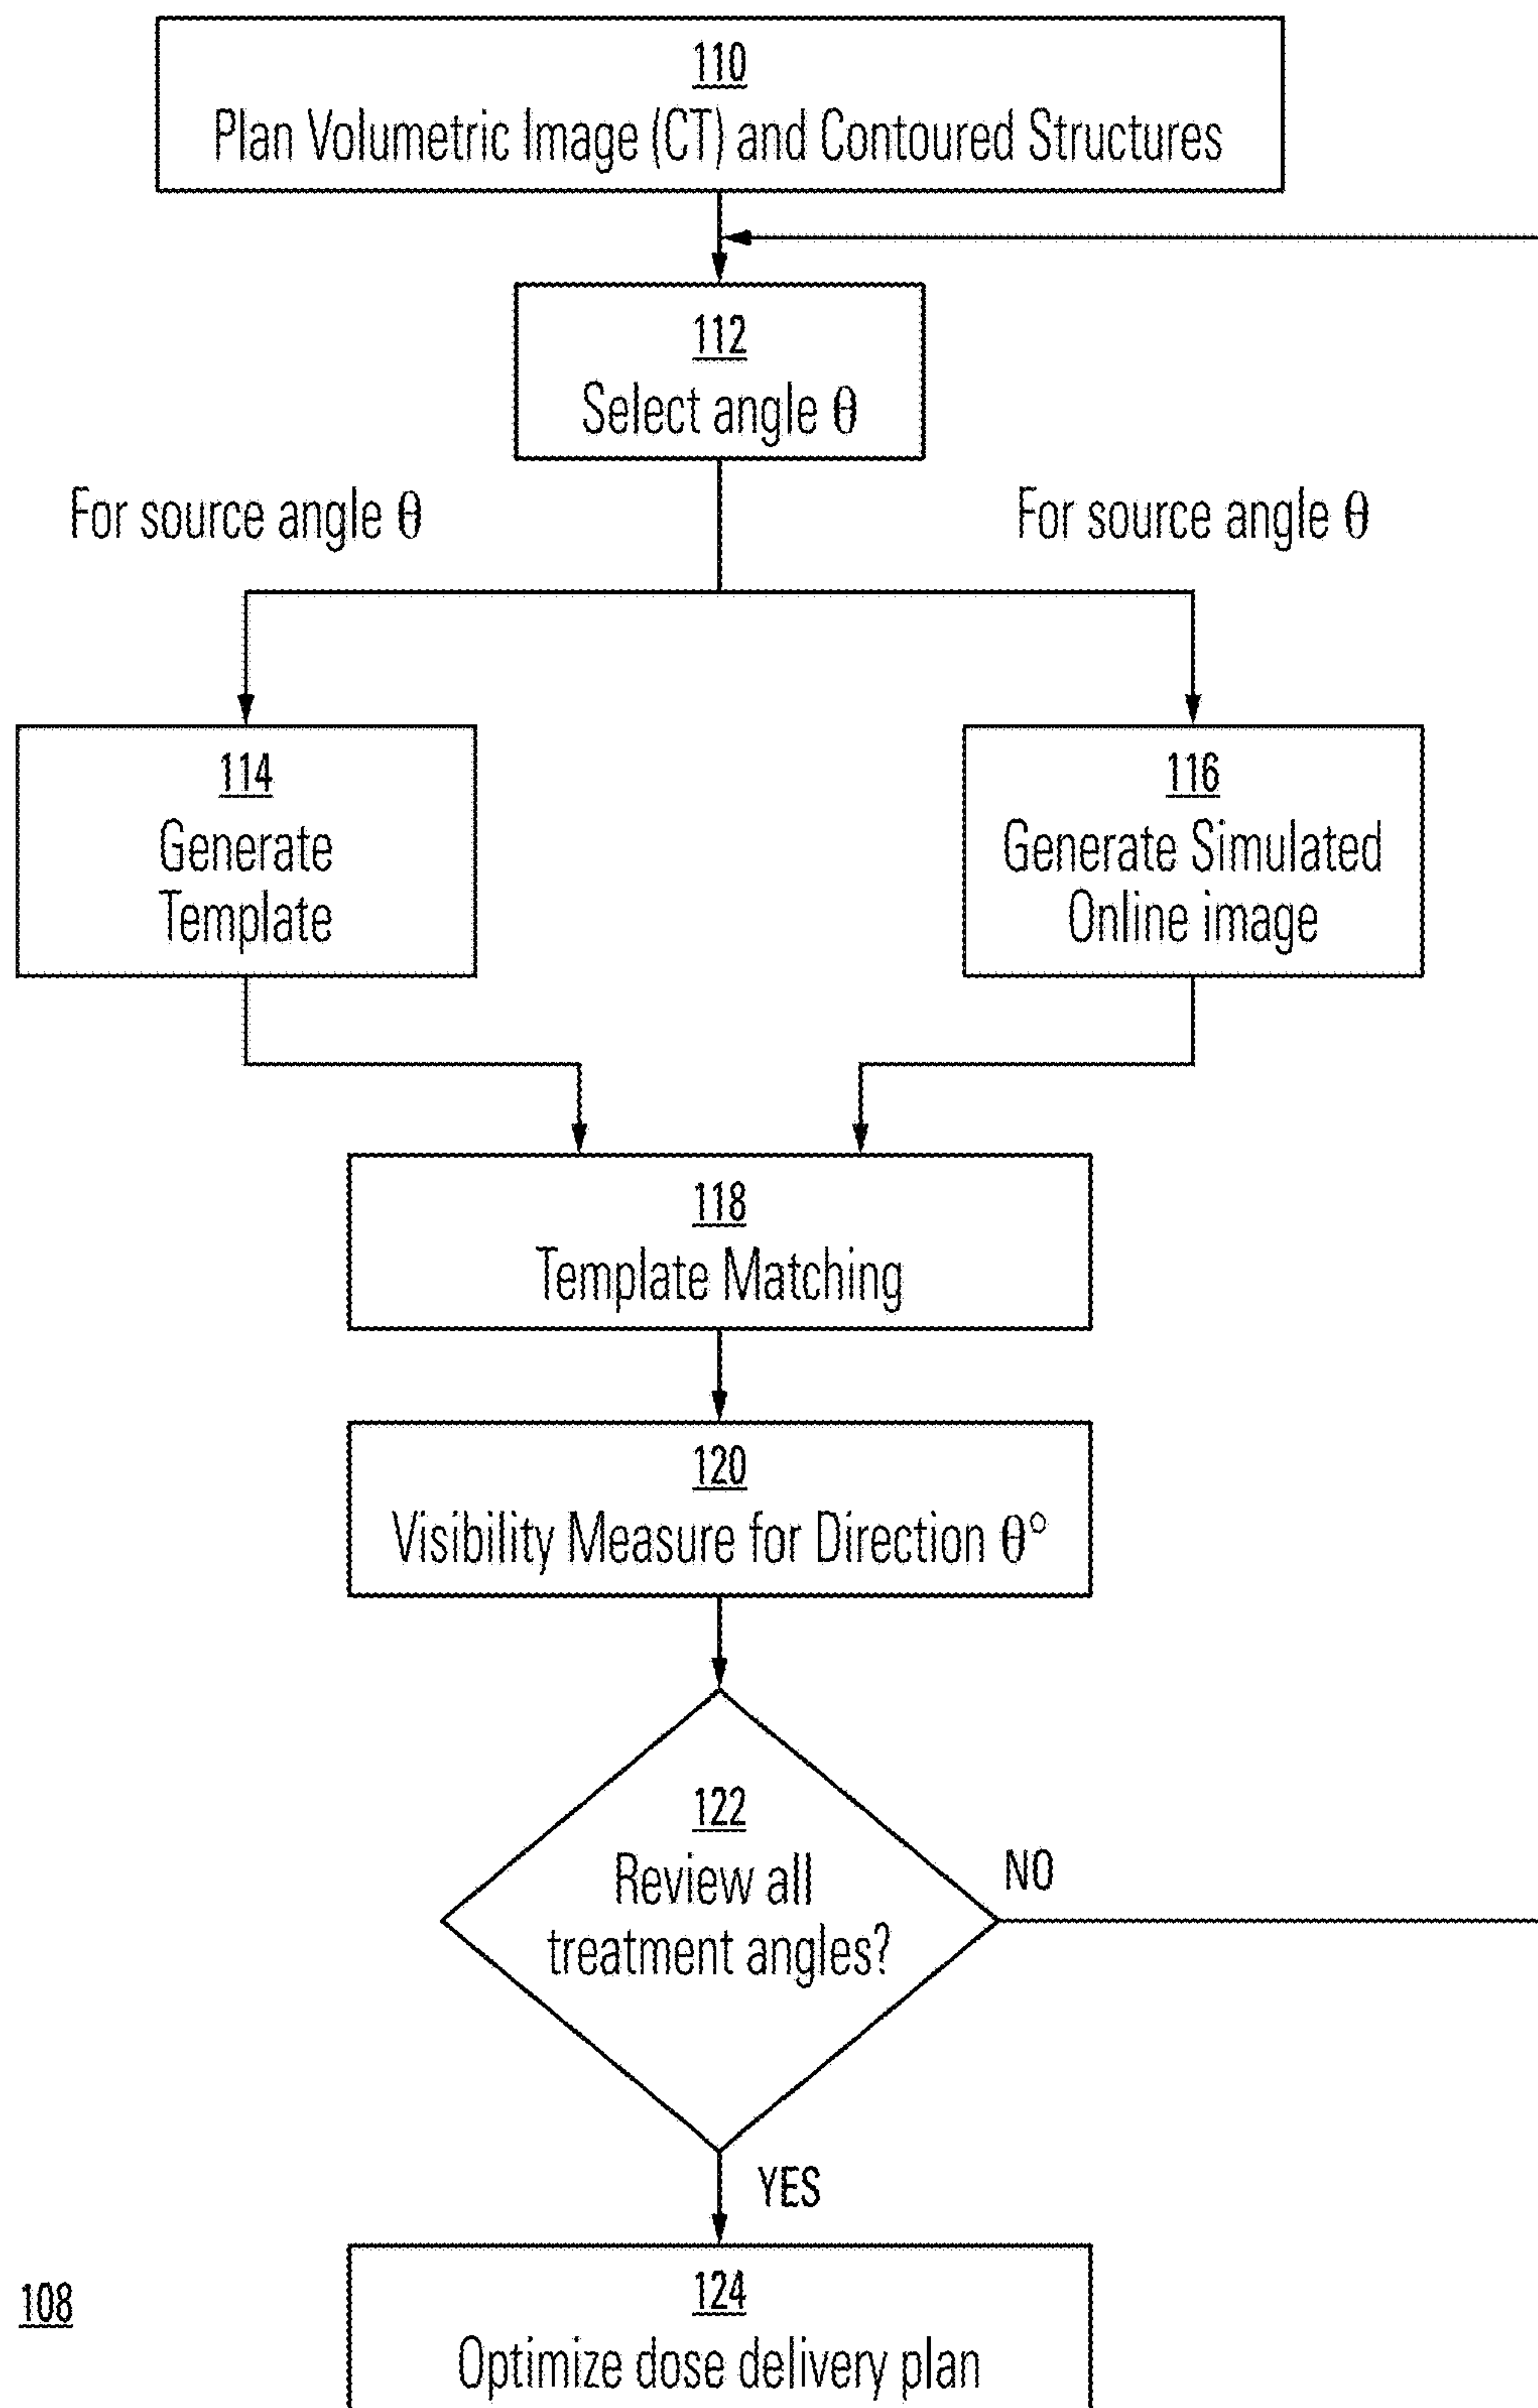 110
Plan Volumetric Image (CT) and Contoured Structures
112
Select angle θ
For source angle θ
For source angle θ
114
Generate
Template
116
Generate Simulated
Online image
118
Template Matching
120
Visibility Measure for Direction θ°
122
Review all
treatment angles?
NO
YES
108
124
Optimize dose delivery plan